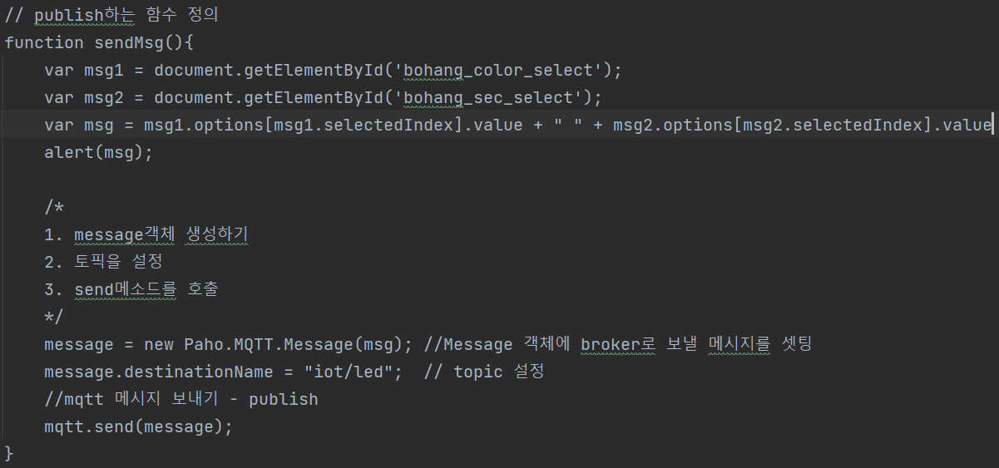 // publish하는 함수 정의
function sendMsg(){
    var msg1 = document.getElementById('bohang_color_select');
    var msg2 = document.getElementById('bohang_sec_select');
    var msg = msg1.options[msg1.selectedIndex].value + " " + msg2.options[msg2.selectedIndex].value
    alert(msg);
    /*
    1. message객체 생성하기
    2. 토픽을 설정
    3. send메소드를 호출
    */
    message = new Paho.MQTT.Message(msg); //Message 객체에 broker로 보낼 메시지를 셋팅
    message.destinationName = "iot/led";  // topic 설정
    //mqtt 메시지 보내기 - publish
    mqtt.send(message);
}